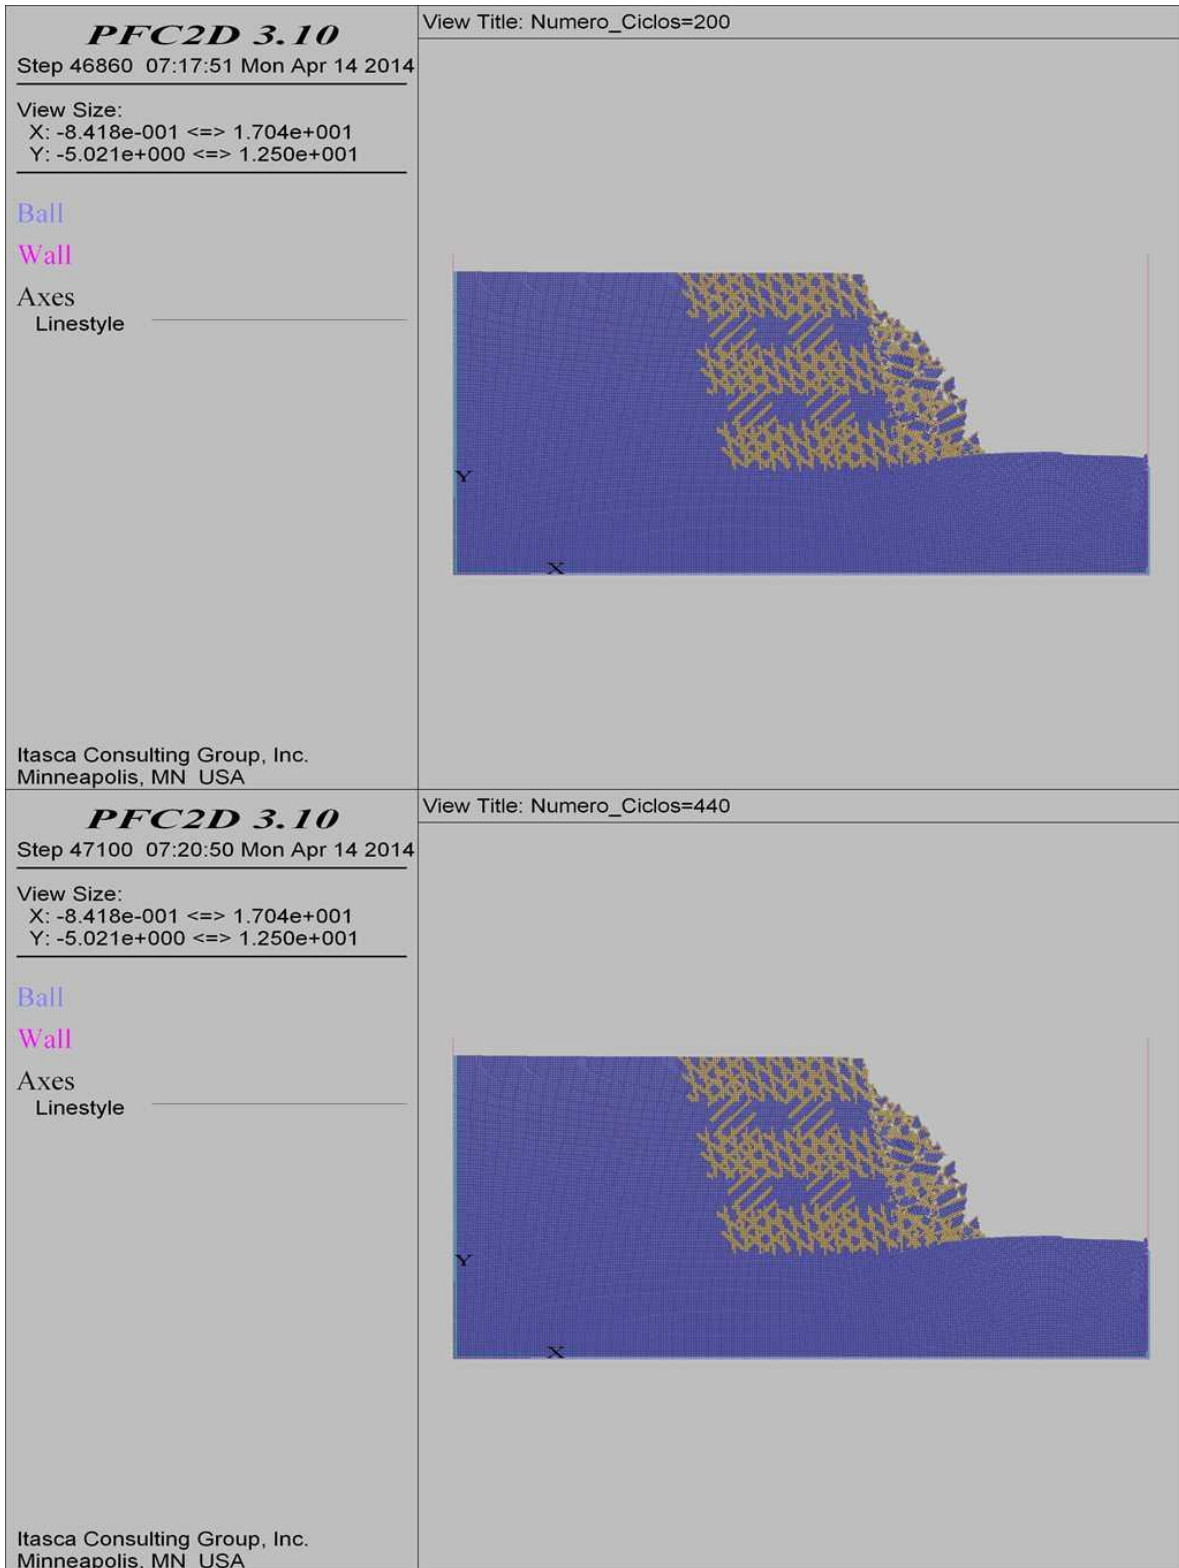 PFC2D 3.10
Step 46860 07:17:51 Mon Apr 14 2014
View Size:
X: -8.418e-001 <=> 1.704e+001
Y: -5.021e+000 <=> 1.250e+001
Ball
Wall
Axes
Linestyle
Itasca Consulting Group, Inc.
Minneapolis, MN USA
View Title: Numero_Ciclos=200
Y
X
PFC2D 3.10
Step 47100 07:20:50 Mon Apr 14 2014
View Size:
X: -8.418e-001 <=> 1.704e+001
Y: -5.021e+000 <=> 1.250e+001
Ball
Wall
Axes
Linestyle
Itasca Consulting Group, Inc.
Minneapolis, MN USA
View Title: Numero_Ciclos=440
Y
X